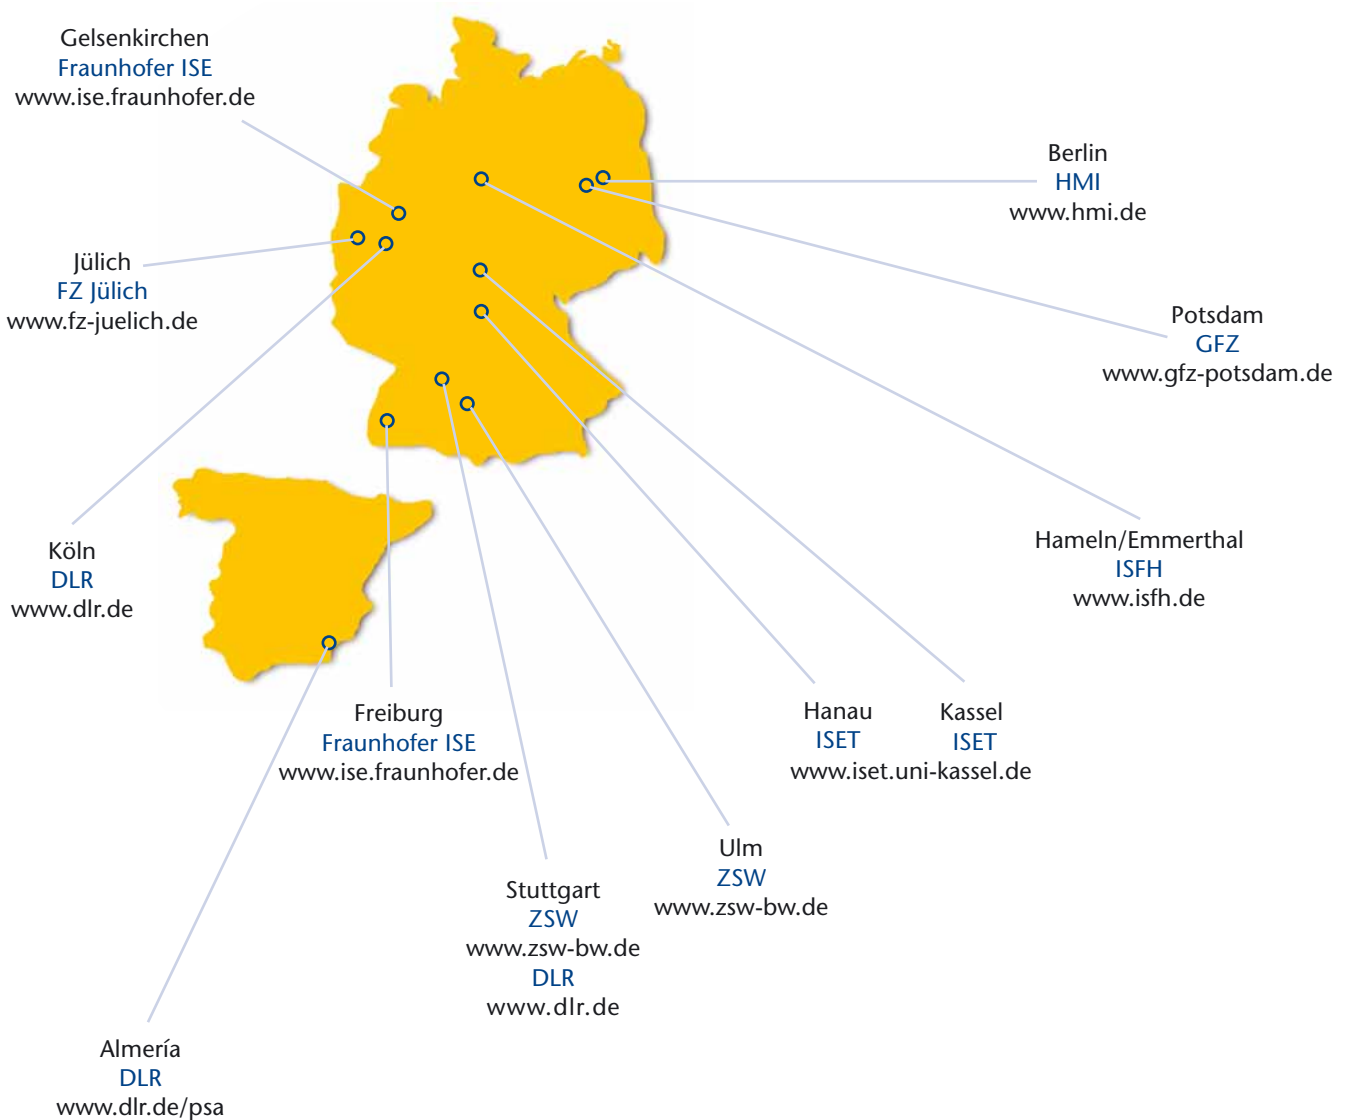 Gelsenkirchen
Fraunhofer ISE
www.ise.fraunhofer.de
Berlin
HMI
www.hmi.de
Jülich
FZ Jülich
www.fz-juelich.de
Potsdam
GFZ
www.gfz-potsdam.de
Köln
DLR
www.dlr.de
Hameln/Emmerthal
ISFH
www.isfh.de
Freiburg
Fraunhofer ISE
www.ise.fraunhofer.de
Hanau
ISET
Kassel
ISET
www.iset.uni-kassel.de
Ulm
ZSW
www.zsw-bw.de
Stuttgart
ZSW
www.zsw-bw.de
DLR
www.dlr.de
Almería
DLR
www.dlr.de/psa